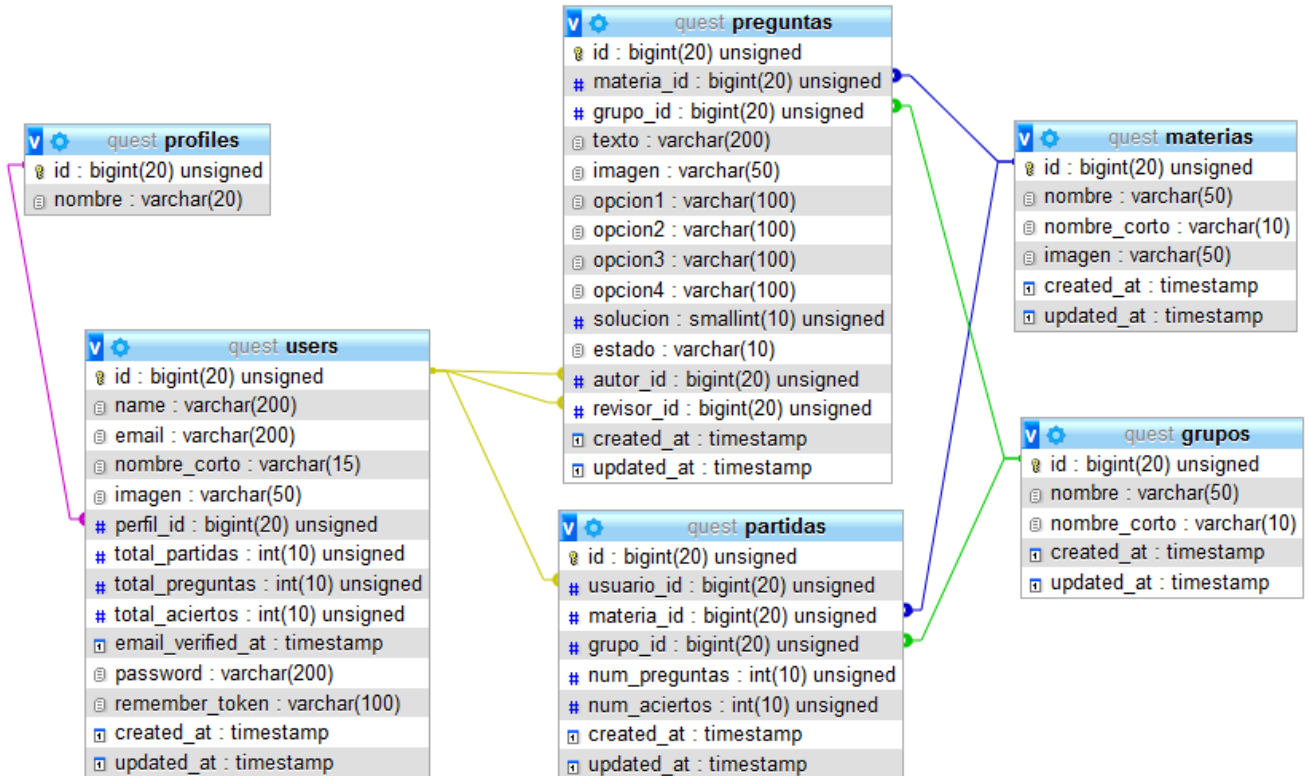 quest profiles
id : bigint(20) unsigned
nombre : varchar(20)
quest users
id : bigint(20) unsigned
name : varchar(200)
email : varchar(200)
nombre_corto : varchar(15)
imagen : varchar(50)
# perfil_id : bigint(20) unsigned
# total_partidas : int(10) unsigned
# total_preguntas : int(10) unsigned
# total_aciertos : int(10) unsigned
email_verified_at : timestamp
password : varchar(200)
remember_token : varchar(100)
created_at : timestamp
updated_at : timestamp
quest preguntas
id : bigint(20) unsigned
# materia_id : bigint(20) unsigned
# grupo_id : bigint(20) unsigned
texto : varchar(200)
imagen : varchar(50)
opcion1 : varchar(100)
opcion2 : varchar(100)
opcion3 : varchar(100)
opcion4 : varchar(100)
# solucion : smallint(10) unsigned
estado : varchar(10)
# autor_id : bigint(20) unsigned
# revisor_id : bigint(20) unsigned
created_at : timestamp
updated_at : timestamp
quest partidas
id : bigint(20) unsigned
# usuario_id : bigint(20) unsigned
# materia_id : bigint(20) unsigned
# grupo_id : bigint(20) unsigned
# num_preguntas : int(10) unsigned
# num_aciertos : int(10) unsigned
created_at : timestamp
updated_at : timestamp
quest materias
id : bigint(20) unsigned
nombre : varchar(50)
nombre_corto : varchar(10)
imagen : varchar(50)
created_at : timestamp
updated_at : timestamp
quest grupos
id : bigint(20) unsigned
nombre : varchar(50)
nombre_corto : varchar(10)
created_at : timestamp
updated_at : timestamp